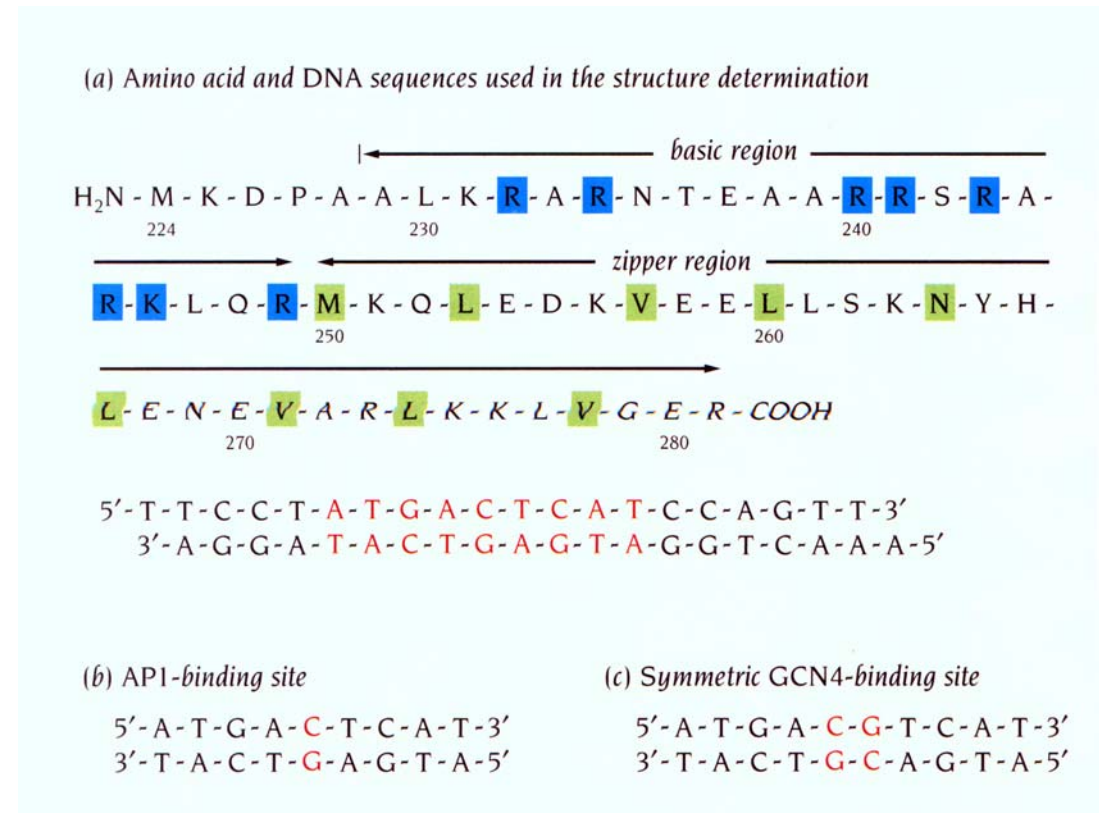 (a) Amino acid and DNA sequences used in the structure determination
basic region
H₂N - M - K - D - P - A - A - L - K - R - A - R - N - T - E - A - A - R - R - S - R - A -
224 230 240
zipper region
R - K - L - Q - R - M - K - Q - L - E - D - K - V - E - E - L - L - S - K - N - Y - H -
250 260
L - E - N - E - V - A - R - L - K - K - L - V - G - E - R - COOH
270 280
5′-T-T-C-C-T-A-T-G-A-C-T-C-A-T-C-C-A-G-T-T-3′
3′-A-G-G-A-T-A-C-T-G-A-G-T-A-G-G-T-C-A-A-A-5′
(b) AP1-binding site
5′-A-T-G-A-C-T-C-A-T-3′
3′-T-A-C-T-G-A-G-T-A-5′
(c) Symmetric GCN4-binding site
5′-A-T-G-A-C-G-T-C-A-T-3′
3′-T-A-C-T-G-C-A-G-T-A-5′